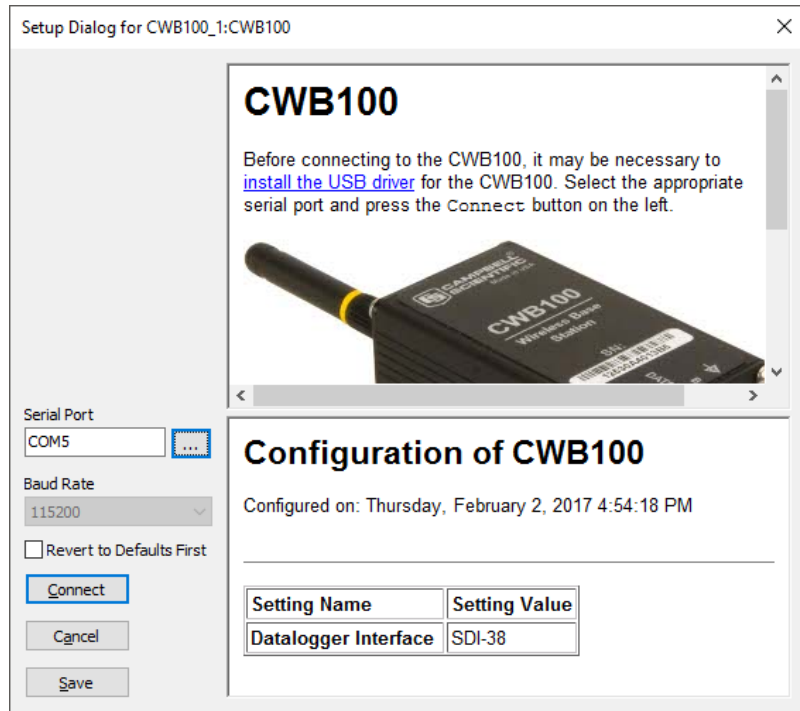 Setup Dialog for CWB100_1:CWB100
CWB100
Before connecting to the CWB100, it may be necessary to
install the USB driver for the CWB100. Select the appropriate
serial port and press the Connect button on the left.
CAMPBELL
SCIENTIFIC
CWB100
Wireless Base
Station
SN:
Serial Port
COM5
...
Baud Rate
115200
Revert to Defaults First
Connect
Cancel
Save
Configuration of CWB100
Configured on: Thursday, February 2, 2017 4:54:18 PM
Setting Name Setting Value
Datalogger Interface SDI-38